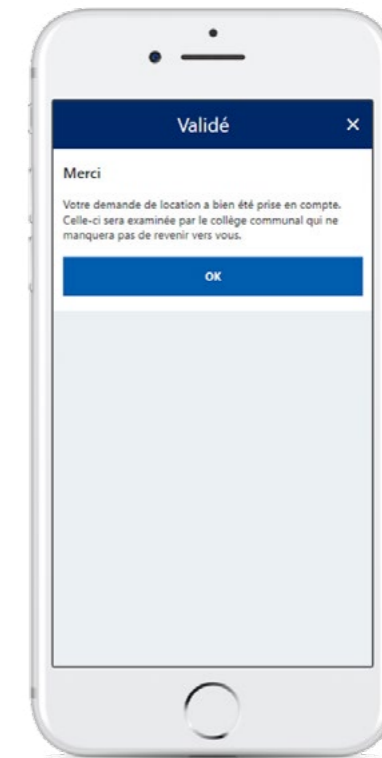 Validé ×
Merci
Votre demande de location a bien été prise en compte.
Celle-ci sera examinée par le collège communal qui ne
manquera pas de revenir vers vous.
OK